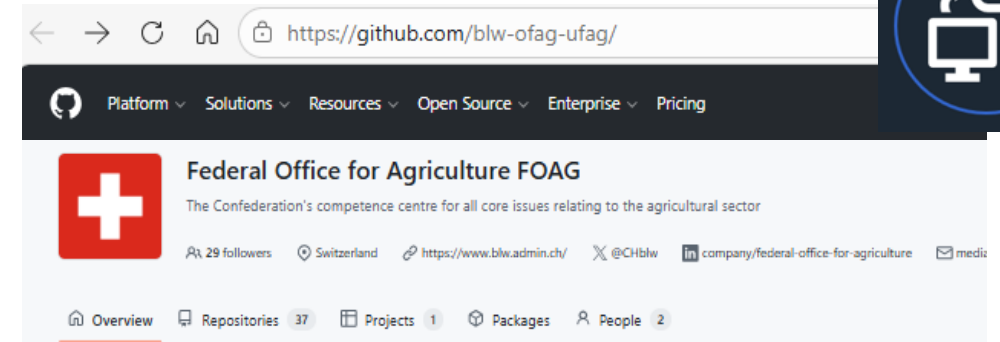 https://github.com/blw-ofag-ufag/
Platform Solutions Resources Open Source Enterprise Pricing
Federal Office for Agriculture FOAG
The Confederation's competence centre for all core issues relating to the agricultural sector
29 followers Switzerland https://www.blw.admin.ch/ @CHblw company/federal-office-for-agriculture media
Overview Repositories 37 Projects 1 Packages People 2